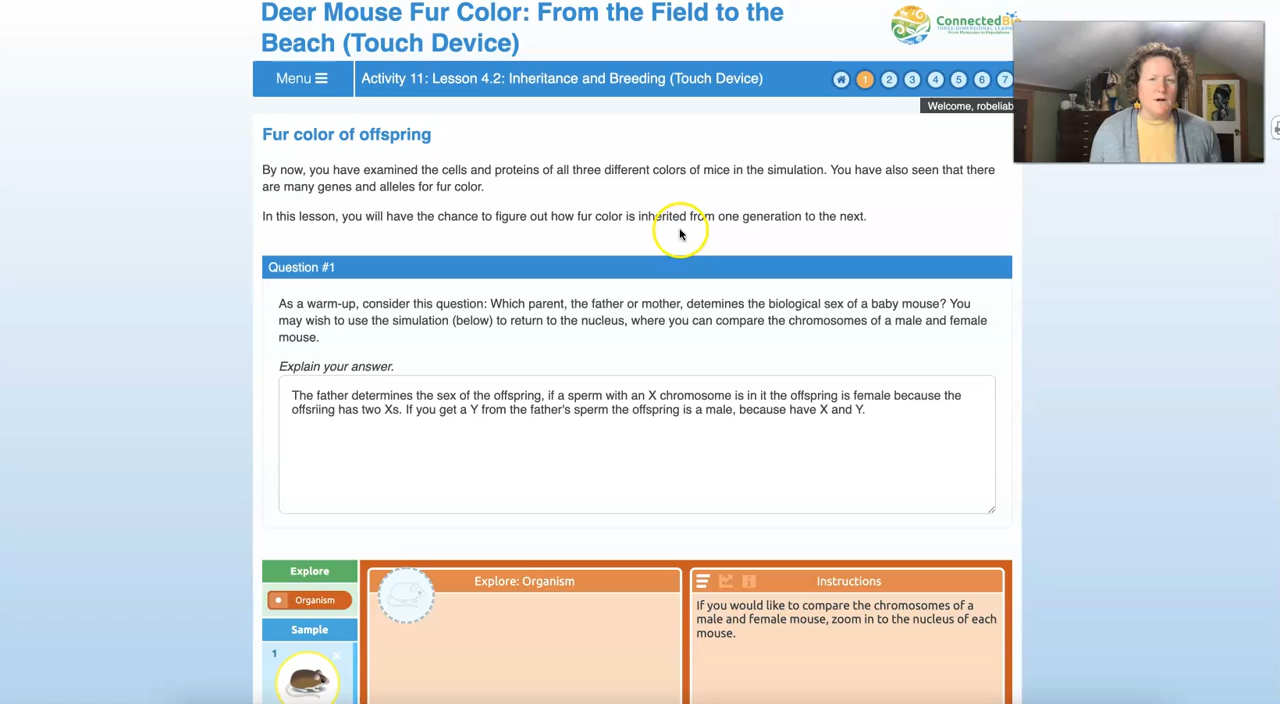 Deer Mouse Fur Color: From the Field to the
Beach (Touch Device)
ConnectedBi
Menu
Activity 11: Lesson 4.2: Inheritance and Breeding (Touch Device)
1 2 3 4 5 6 7
Welcome, robeliab
Fur color of offspring
By now, you have examined the cells and proteins of all three different colors of mice in the simulation. You have also seen that there
are many genes and alleles for fur color.
In this lesson, you will have the chance to figure out how fur color is inherited from one generation to the next.
Question #1
As a warm-up, consider this question: Which parent, the father or mother, detemines the biological sex of a baby mouse? You
may wish to use the simulation (below) to return to the nucleus, where you can compare the chromosomes of a male and female
mouse.
Explain your answer.
The father determines the sex of the offspring, if a sperm with an X chromosome is in it the offspring is female because the
offsriing has two Xs. If you get a Y from the father's sperm the offspring is a male, because have X and Y.
Explore
Organism
Sample
1
Explore: Organism
Instructions
If you would like to compare the chromosomes of a
male and female mouse, zoom in to the nucleus of each
mouse.